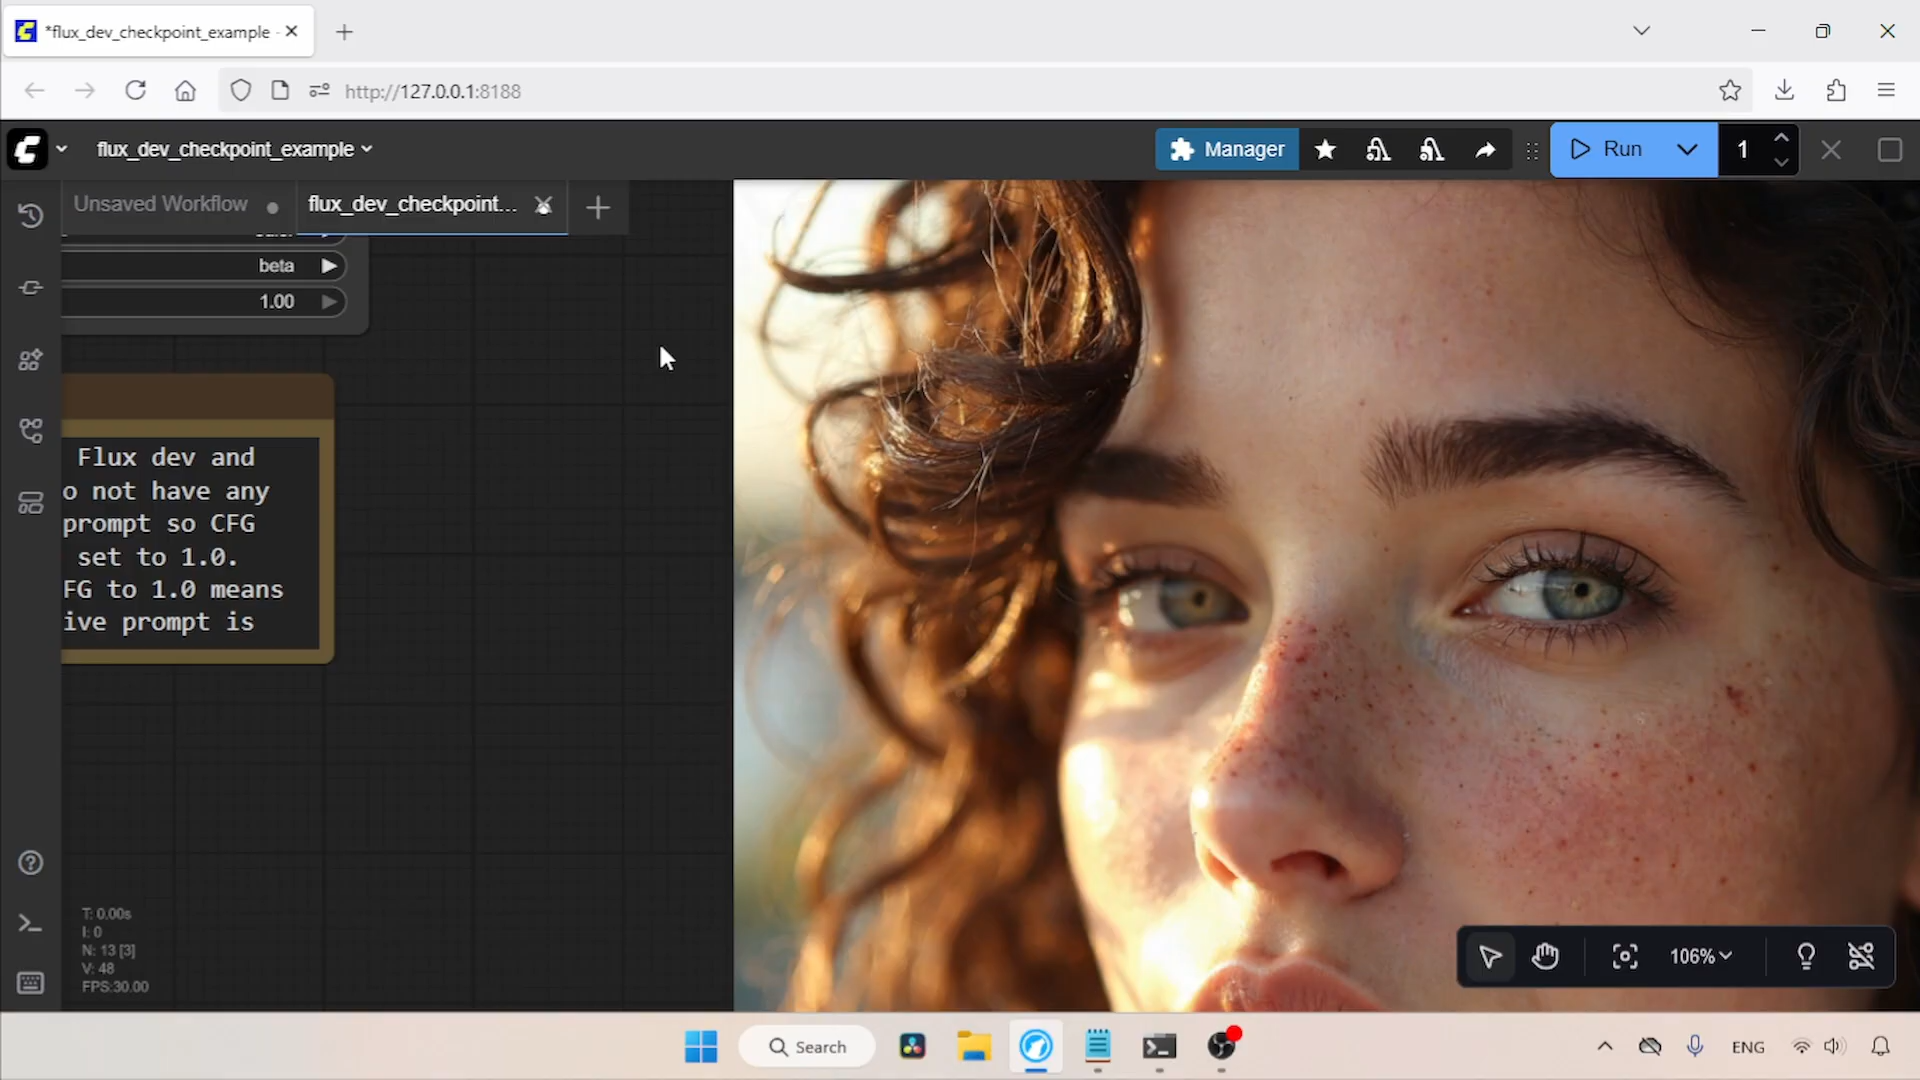 *flux_dev_checkpoint_example -
http://127.0.0.1:8188
flux_dev_checkpoint_example
Manager
Run
1
Unsaved Workflow
flux_dev_checkpoint...
beta
1.00
Flux dev and
o not have any
prompt so CFG
set to 1.0.
FG to 1.0 means
ive prompt is
T: 0.00s
I: 0
N: 13 [3]
V: 48
FPS:30.00
106%
Search
ENG